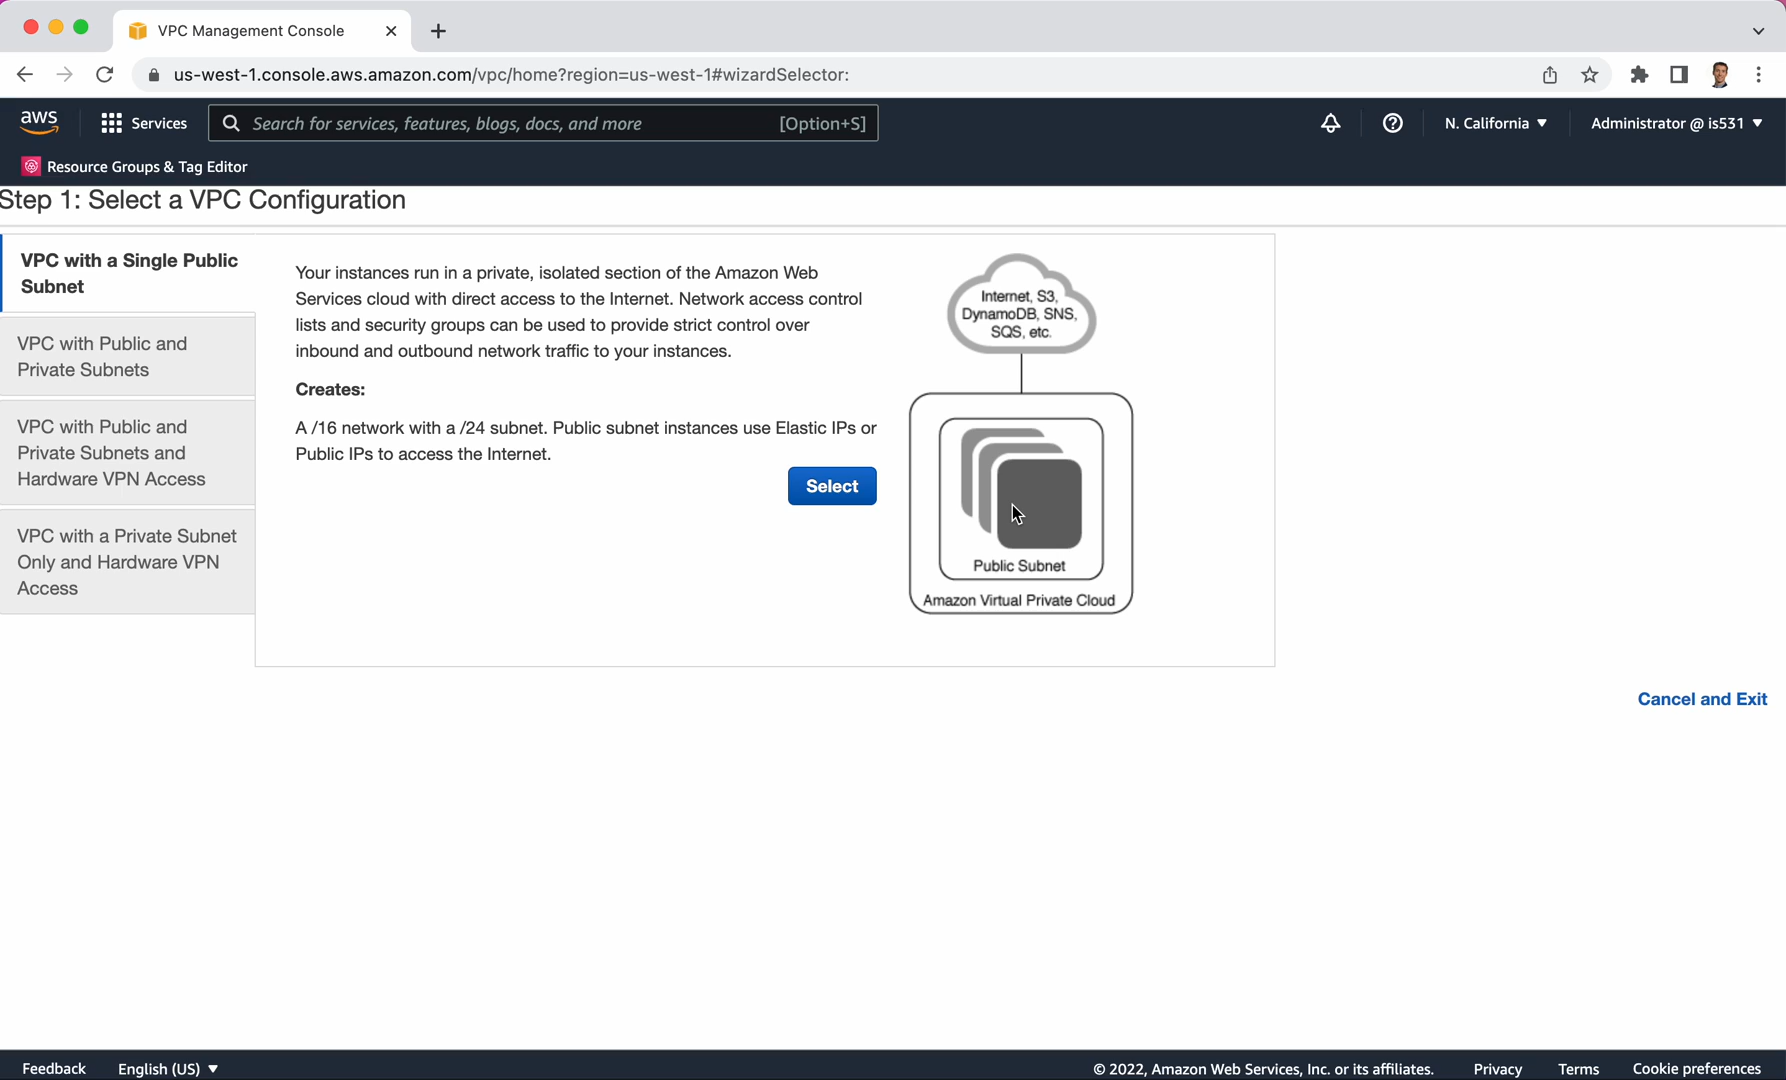 VPC Management Console
us-west-1.console.aws.amazon.com/vpc/home?region=us-west-1#wizardSelector:
aws
Services
Search for services, features, blogs, docs, and more
[Option+S]
N. California
Administrator @ is531
Resource Groups & Tag Editor
Step 1: Select a VPC Configuration
VPC with a Single Public
Subnet
VPC with Public and
Private Subnets
VPC with Public and
Private Subnets and
Hardware VPN Access
VPC with a Private Subnet
Only and Hardware VPN
Access
Your instances run in a private, isolated section of the Amazon Web
Services cloud with direct access to the Internet. Network access control
lists and security groups can be used to provide strict control over
inbound and outbound network traffic to your instances.
Creates:
A /16 network with a /24 subnet. Public subnet instances use Elastic IPs or
Public IPs to access the Internet.
Select
Internet, S3,
DynamoDB, SNS,
SQS, etc.
Public Subnet
Amazon Virtual Private Cloud
Cancel and Exit
Feedback
English (US)
© 2022, Amazon Web Services, Inc. or its affiliates.
Privacy
Terms
Cookie preferences